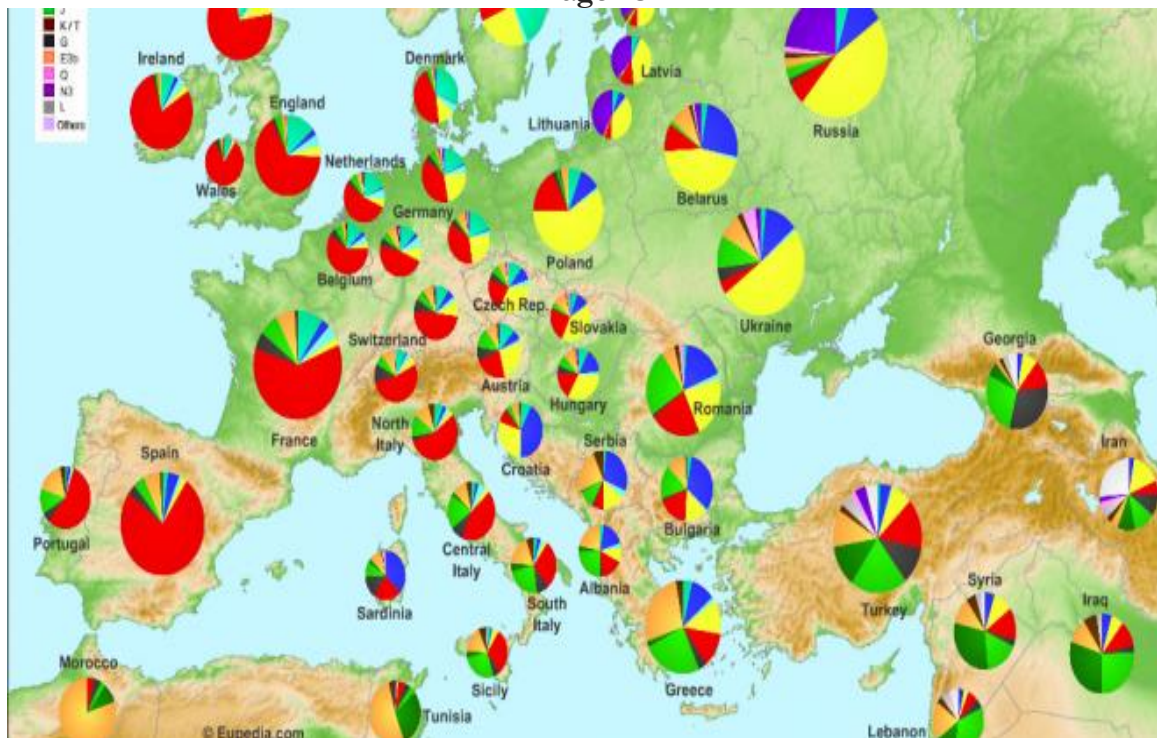 J
K / T
G
E3b
Q
N3
L
Others
Ireland
England
Wales
Denmark
Latvia
Lithuania
Russia
Netherlands
Germany
Belarus
Belgium
Poland
Czech Rep.
Ukraine
Slovakia
Switzerland
Austria
Hungary
Romania
Georgia
France
North
Italy
Croatia
Serbia
Iran
Spain
Portugal
Central
Italy
Bulgaria
Albania
Sardinia
South
Italy
Turkey
Syria
Iraq
Morocco
Sicily
Greece
Tunisia
Lebanon
© Eupedia.com